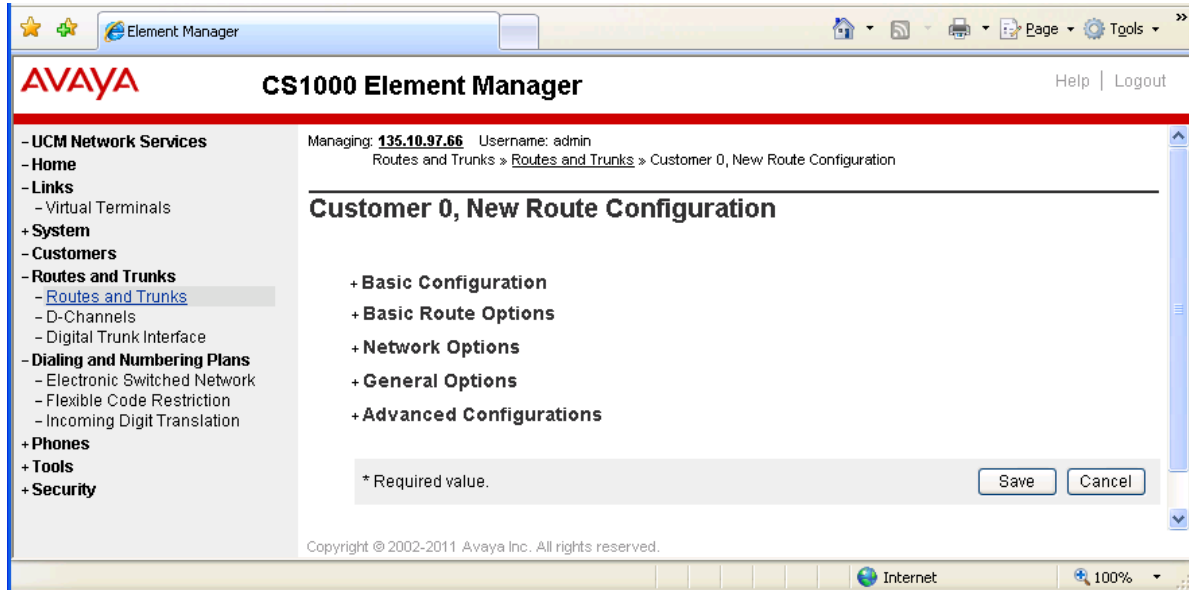 Element Manager
Page
Tools
»
AVAYA
CS1000 Element Manager
Help | Logout
– UCM Network Services
– Home
– Links
– Virtual Terminals
+ System
– Customers
– Routes and Trunks
– Routes and Trunks
– D-Channels
– Digital Trunk Interface
– Dialing and Numbering Plans
– Electronic Switched Network
– Flexible Code Restriction
– Incoming Digit Translation
+ Phones
+ Tools
+ Security
Managing: 135.10.97.66 Username: admin
Routes and Trunks » Routes and Trunks » Customer 0, New Route Configuration
Customer 0, New Route Configuration
+ Basic Configuration
+ Basic Route Options
+ Network Options
+ General Options
+ Advanced Configurations
* Required value.
Save
Cancel
Copyright © 2002-2011 Avaya Inc. All rights reserved.
Internet
100%